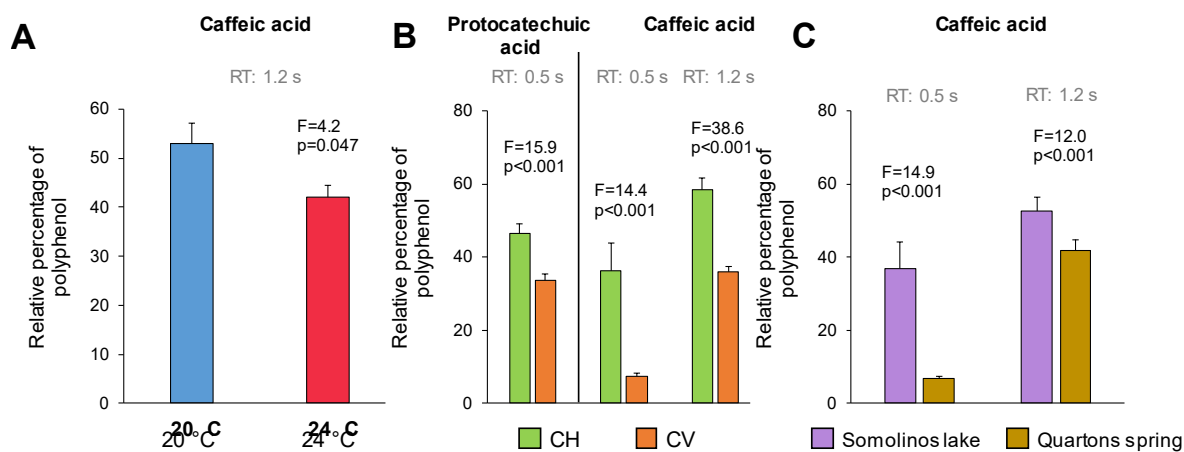 A
Caffeic acid
RT: 1.2 s
Relative percentage of
polyphenol
60
50
40
30
20
10
0
F=4.2
p=0.047
20 °C
24 °C
20 °C
24 °C
B
Protocatechuic
acid
Caffeic acid
RT: 0.5 s
RT: 0.5 s
RT: 1.2 s
Relative percentage of
polyphenol
80
60
40
20
0
F=15.9
p<0.001
F=14.4
p<0.001
F=38.6
p<0.001
CH
CV
C
Caffeic acid
RT: 0.5 s
RT: 1.2 s
Relative percentage of
polyphenol
80
60
40
20
0
F=14.9
p<0.001
F=12.0
p<0.001
Somolinos lake
Quartons spring